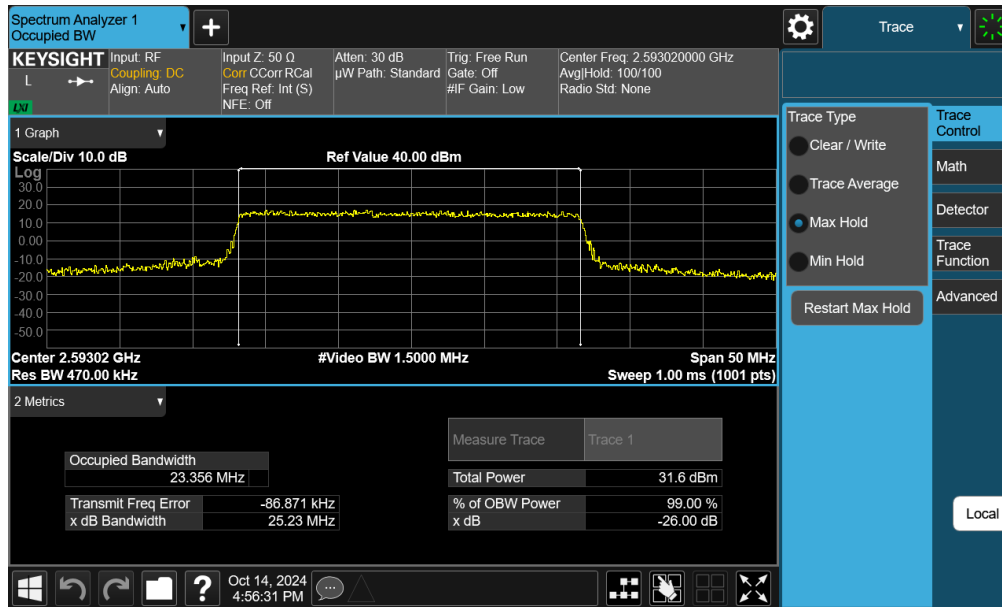 Spectrum Analyzer 1
Occupied BW
Trace
KEYSIGHT
L
LXI
Input: RF
Coupling: DC
Align: Auto
Input Z: 50 Ω
Corr CCorr RCal
Freq Ref: Int (S)
NFE: Off
Atten: 30 dB
µW Path: Standard
Trig: Free Run
Gate: Off
#IF Gain: Low
Center Freq: 2.593020000 GHz
Avg|Hold: 100/100
Radio Std: None
1 Graph
Scale/Div 10.0 dB
Ref Value 40.00 dBm
Log
30.0
20.0
10.0
0.00
-10.0
-20.0
-30.0
-40.0
-50.0
Center 2.59302 GHz
#Video BW 1.5000 MHz
Span 50 MHz
Res BW 470.00 kHz
Sweep 1.00 ms (1001 pts)
2 Metrics
Measure Trace
Trace 1
Occupied Bandwidth
23.356 MHz
Total Power
31.6 dBm
Transmit Freq Error
-86.871 kHz
% of OBW Power
99.00 %
x dB Bandwidth
25.23 MHz
x dB
-26.00 dB
Trace Type
Clear / Write
Trace Average
Max Hold
Min Hold
Restart Max Hold
Trace
Control
Math
Detector
Trace
Function
Advanced
Local
?
Oct 14, 2024
4:56:31 PM